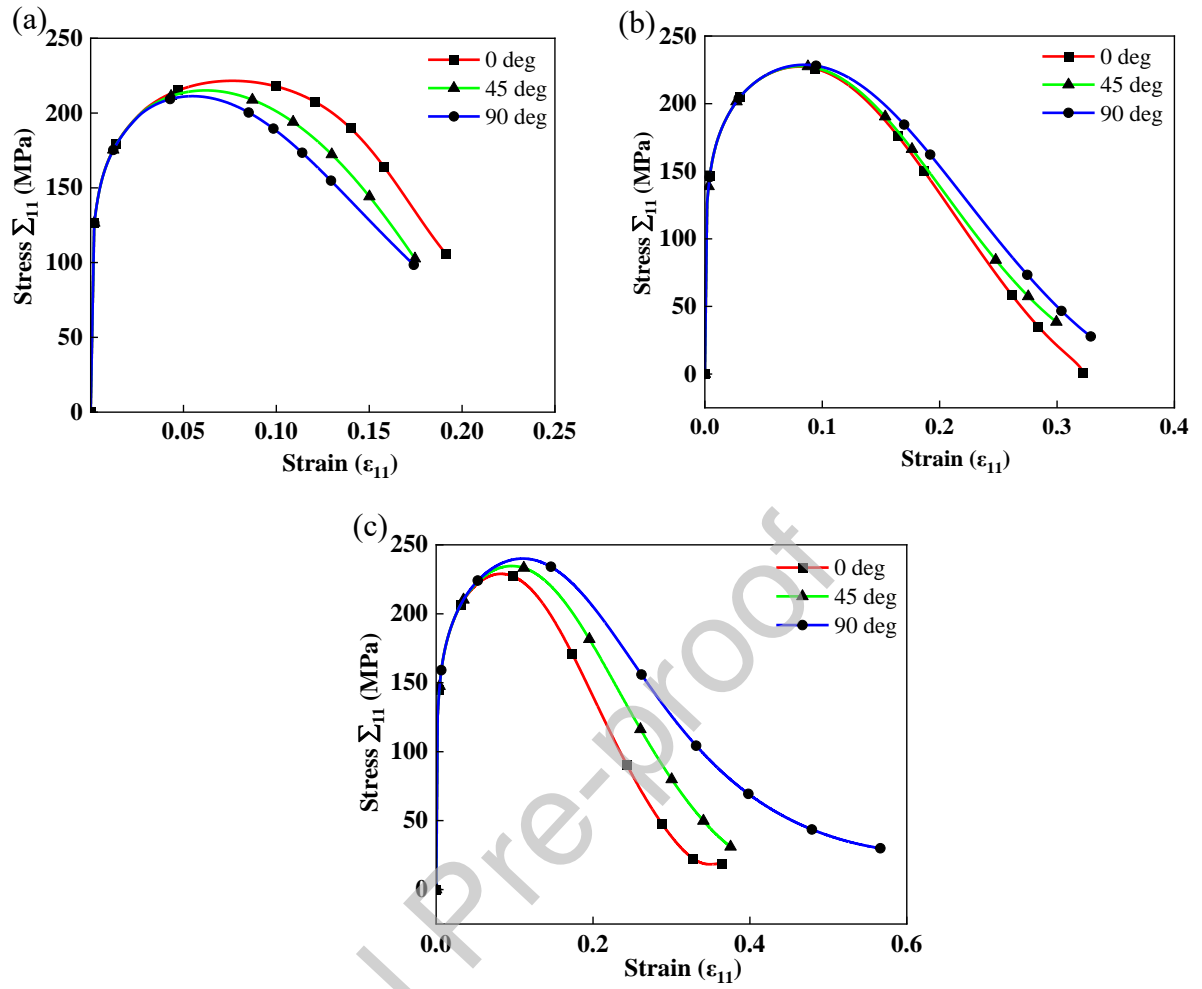 (a)
250
200
150
100
50
0
0.05 0.10 0.15 0.20 0.25
Stress Σ11 (MPa)
Strain (ε11)
0 deg
45 deg
90 deg
(b)
250
200
150
100
50
0
0.0 0.1 0.2 0.3 0.4
Stress Σ11 (MPa)
Strain (ε11)
0 deg
45 deg
90 deg
(c)
250
200
150
100
50
0
0.0 0.2 0.4 0.6
Stress Σ11 (MPa)
Strain (ε11)
0 deg
45 deg
90 deg
l Pre-proof